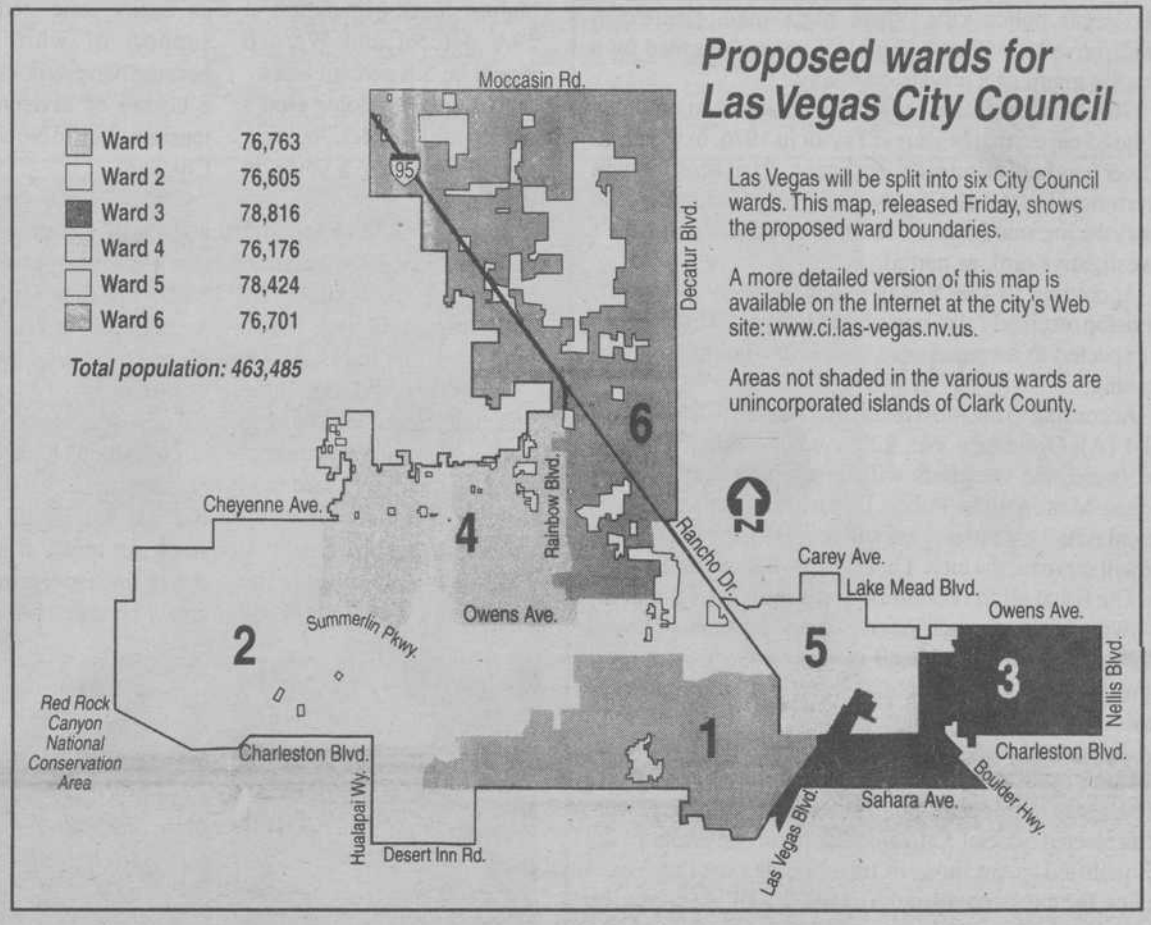 Proposed wards for
Las Vegas City Council
Las Vegas will be split into six City Council
wards. This map, released Friday, shows
the proposed ward boundaries.
A more detailed version of this map is
available on the Internet at the city's Web
site: www.ci.las-vegas.nv.us.
Areas not shaded in the various wards are
unincorporated islands of Clark County.
Ward 1 76,763
Ward 2 76,605
Ward 3 78,816
Ward 4 76,176
Ward 5 78,424
Ward 6 76,701
Total population: 463,485
Moccasin Rd.
95
Decatur Blvd.
6
Rainbow Blvd.
Cheyenne Ave.
4
N
Rancho Dr.
Carey Ave.
Lake Mead Blvd.
Owens Ave.
Owens Ave.
Summerlin Pkwy.
2
5
3
Nellis Blvd.
Red Rock
Canyon
National
Conservation
Area
Charleston Blvd.
1
Charleston Blvd.
Boulder Hwy.
Hualapai Wy.
Sahara Ave.
Las Vegas Blvd.
Desert Inn Rd.